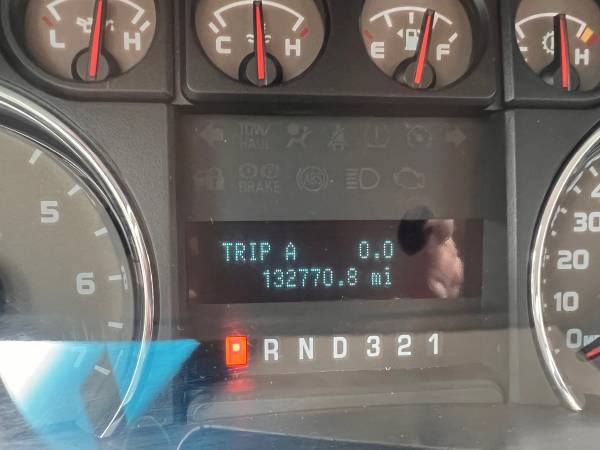 L H
C H
E F
L H
TOW/
HAUL
BRAKE
ABS
TRIP A 0.0
132770.8 mi
P R N D 3 2 1
5
6
7
30
20
10
0